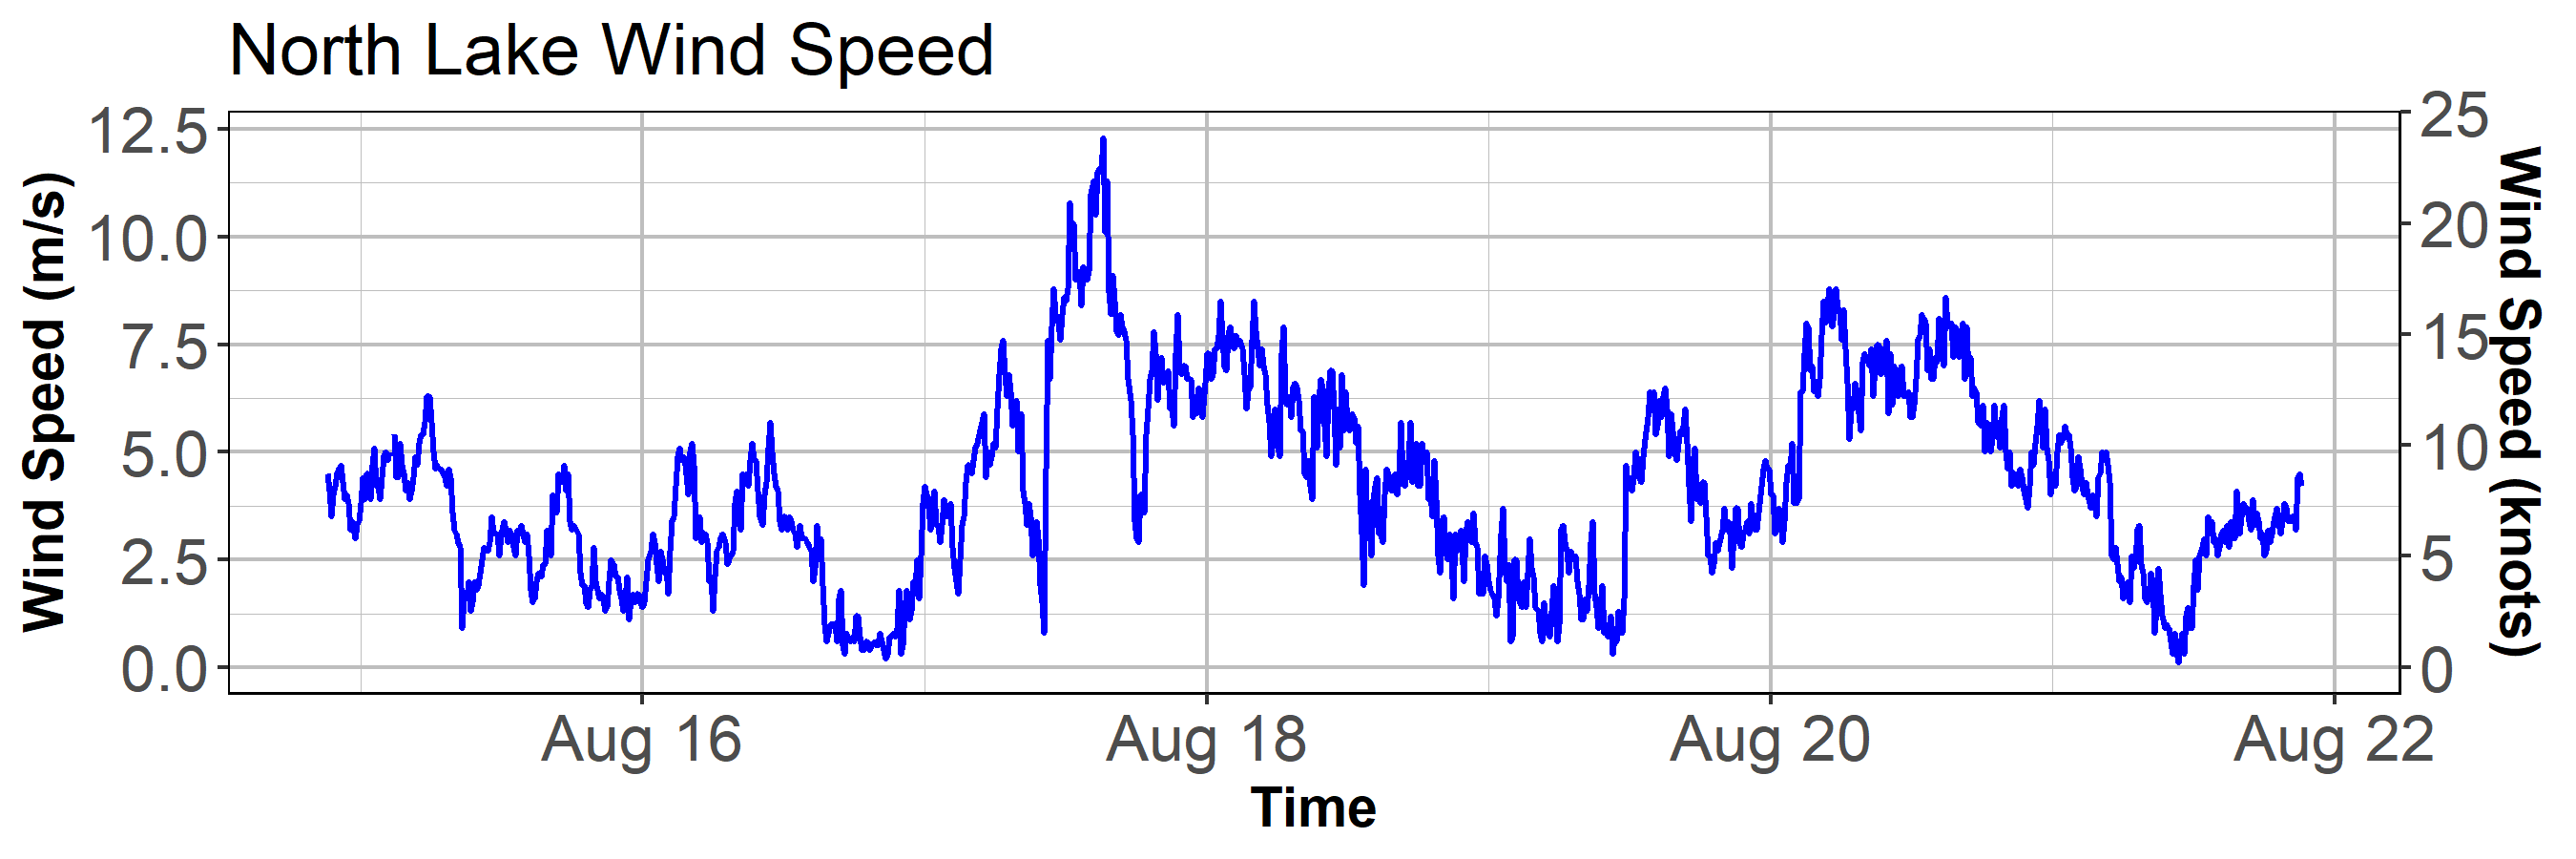 North Lake Wind Speed
Wind Speed (m/s)
12.5
10.0
7.5
5.0
2.5
0.0
25
20
15
10
5
0
Wind Speed (knots)
Aug 16
Aug 18
Aug 20
Aug 22
Time